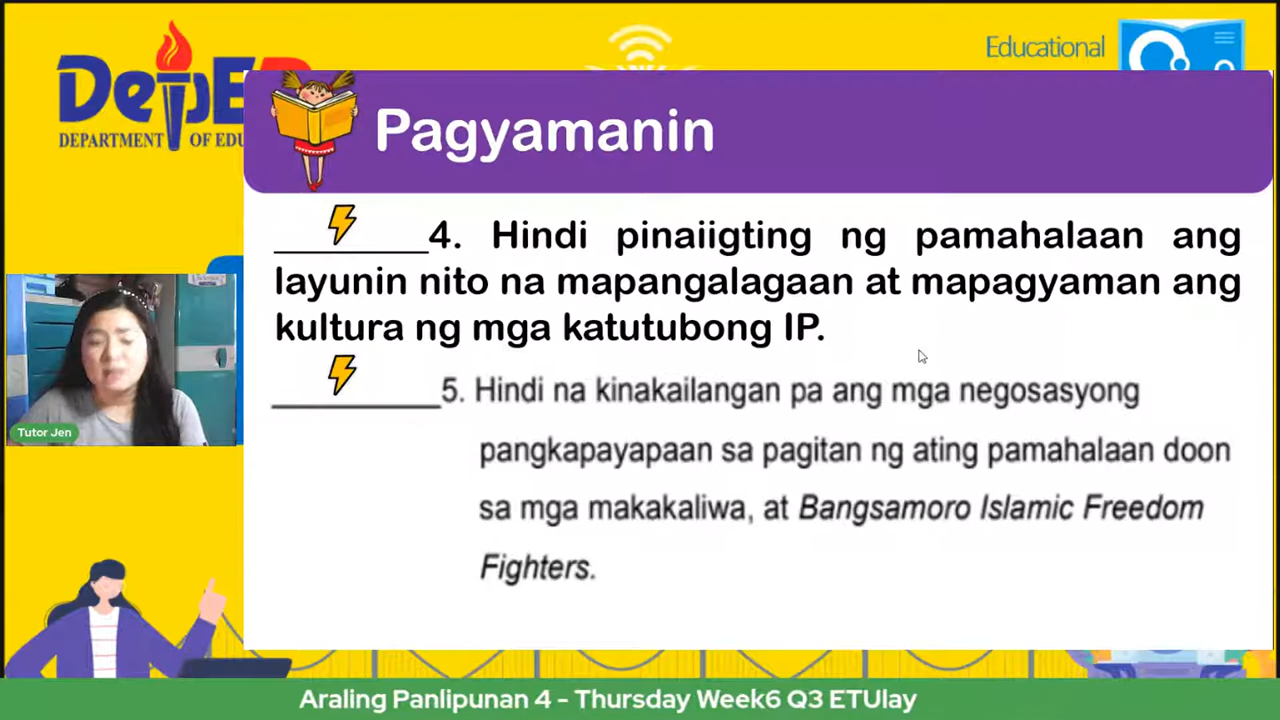 Educational
DepED
DEPARTMENT OF EDU
Pagyamanin
__________4. Hindi pinaiigting ng pamahalaan ang
layunin nito na mapangalagaan at mapagyaman ang
kultura ng mga katutubong IP.
__________5. Hindi na kinakailangan pa ang mga negosasyong
pangkapayapaan sa pagitan ng ating pamahalaan doon
sa mga makakaliwa, at Bangsamoro Islamic Freedom
Fighters.
Tutor Jen
Araling Panlipunan 4 - Thursday Week6 Q3 ETUlay